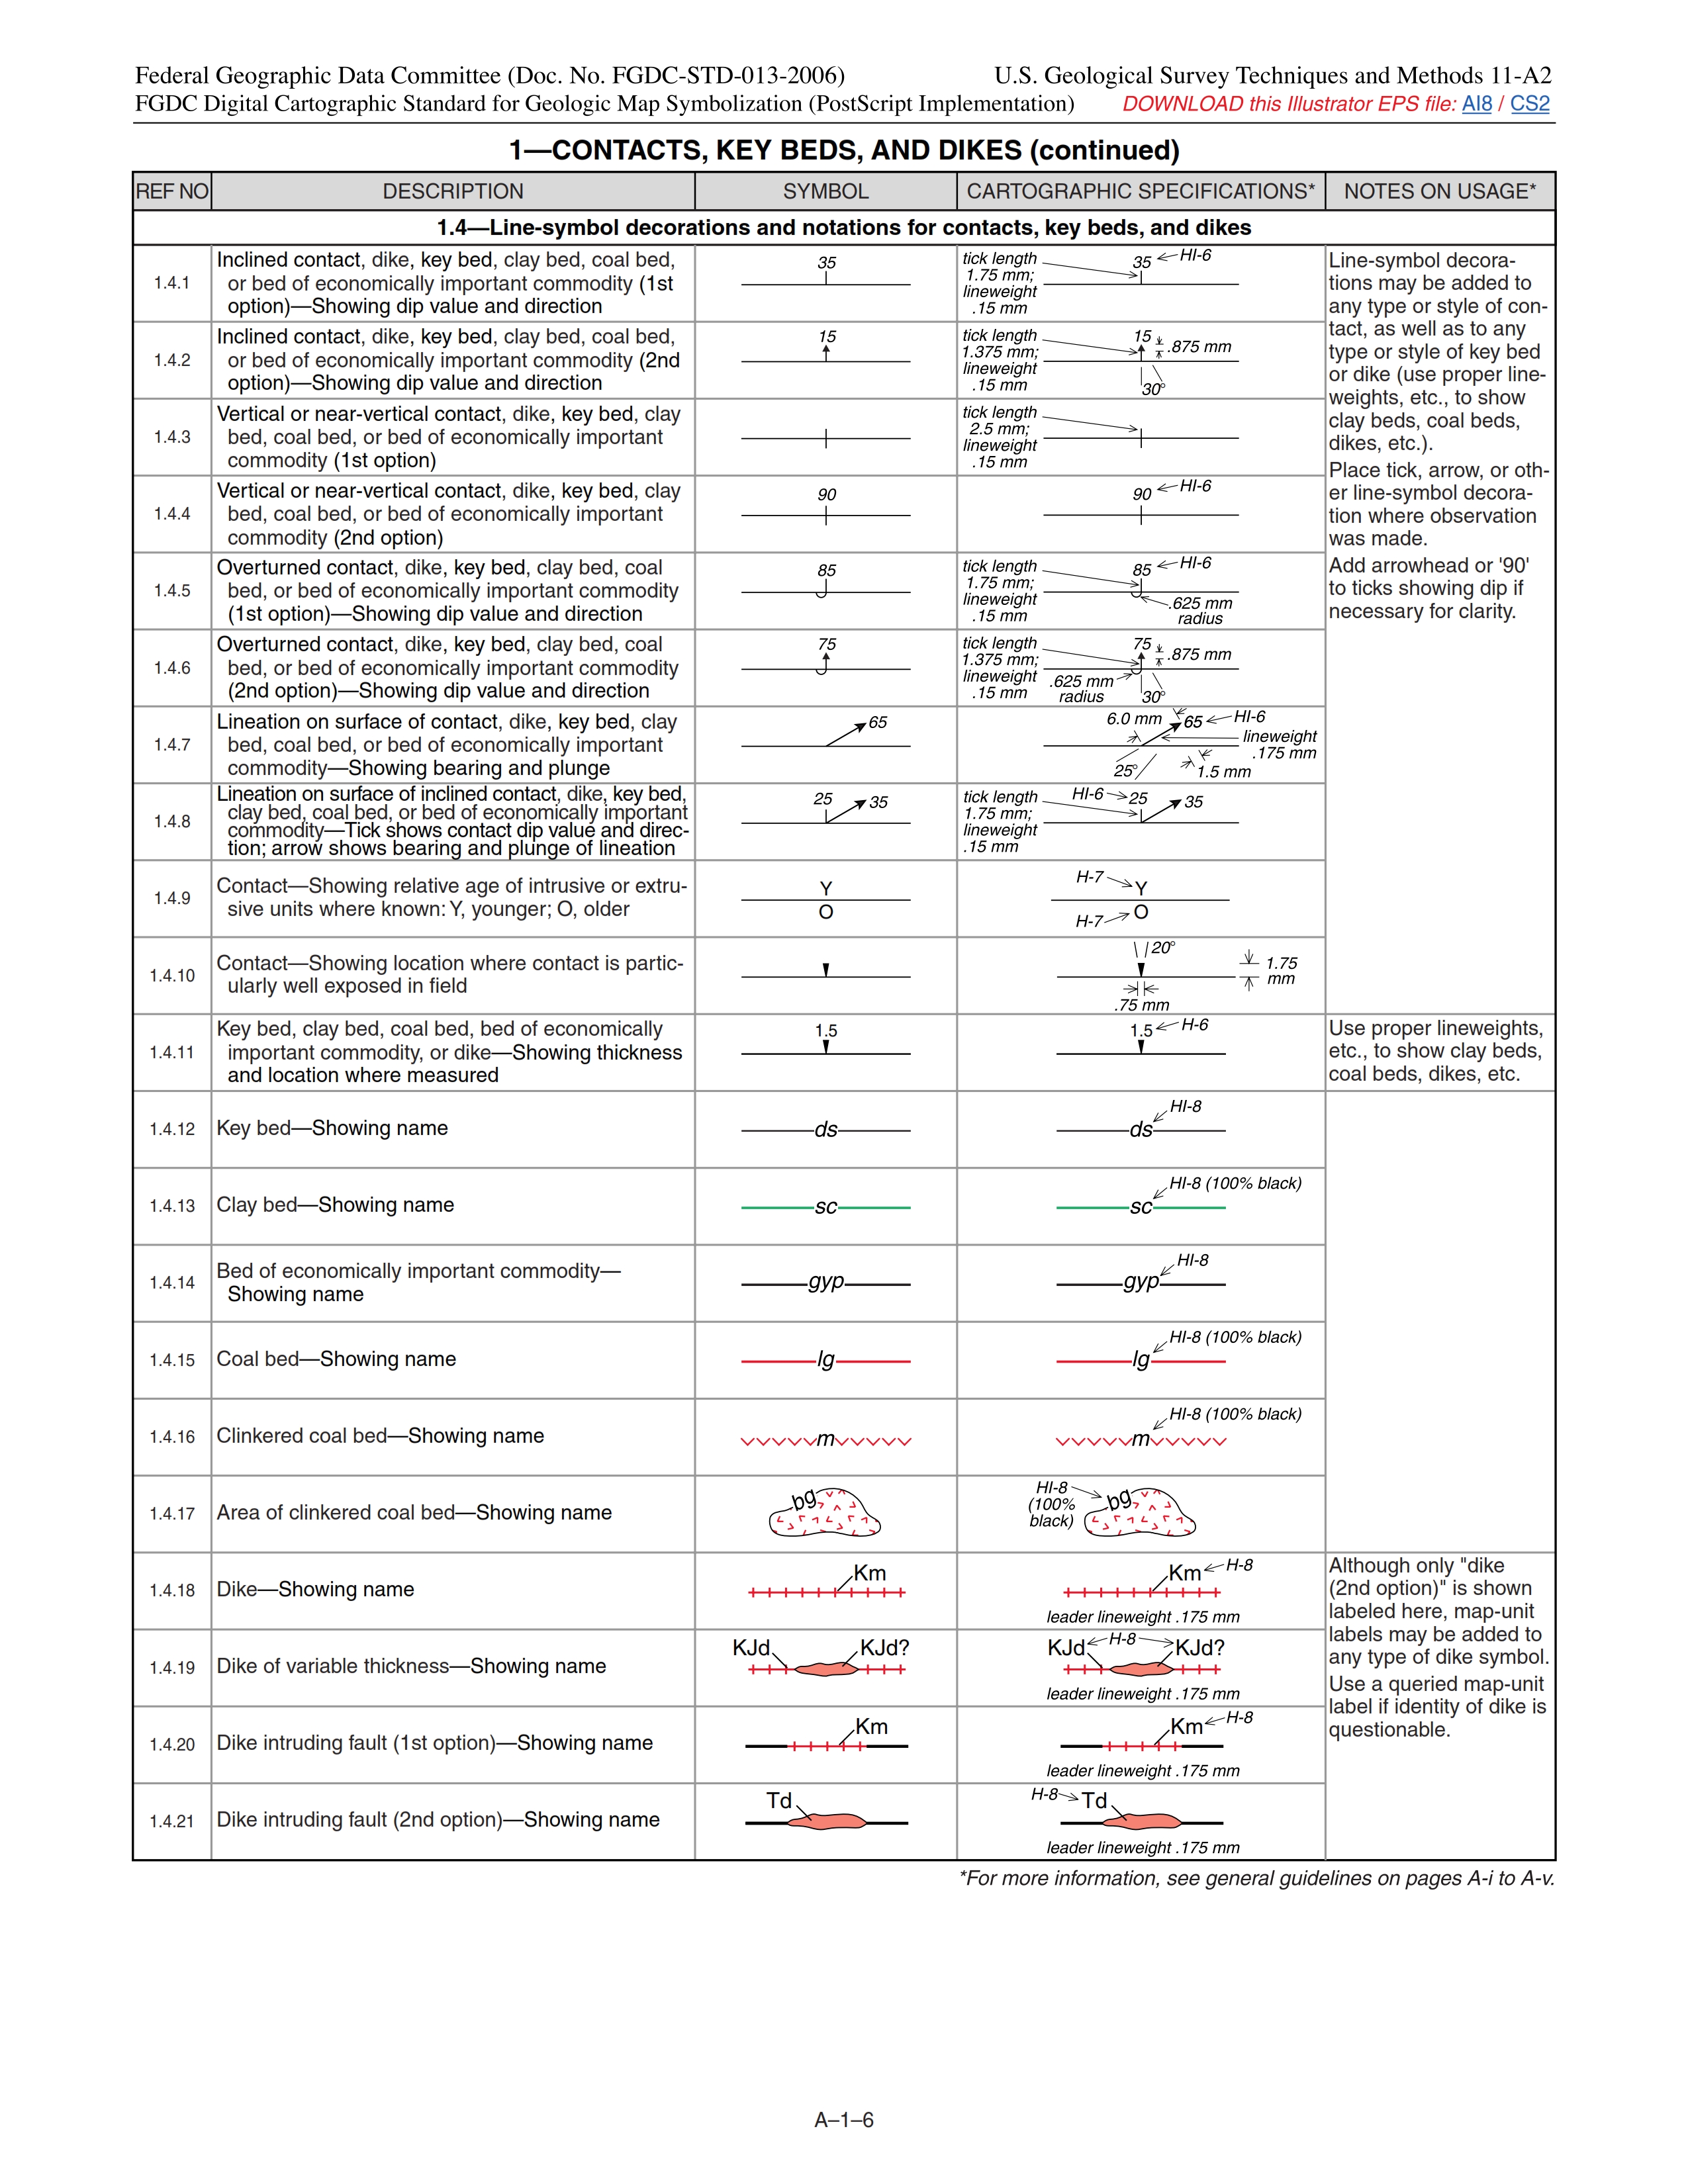 Federal Geographic Data Committee (Doc. No. FGDC-STD-013-2006)
U.S. Geological Survey Techniques and Methods 11-A2
FGDC Digital Cartographic Standard for Geologic Map Symbolization (PostScript Implementation)
DOWNLOAD this Illustrator EPS file: AI8 / CS2
1—CONTACTS, KEY BEDS, AND DIKES (continued)
REF NO DESCRIPTION SYMBOL CARTOGRAPHIC SPECIFICATIONS* NOTES ON USAGE*
1.4—Line-symbol decorations and notations for contacts, key beds, and dikes
1.4.1
Inclined contact, dike, key bed, clay bed, coal bed,
or bed of economically important commodity (1st
option)—Showing dip value and direction
35
tick length
1.75 mm;
lineweight
.15 mm
35
HI-6
Line-symbol decora-
tions may be added to
any type or style of con-
tact, as well as to any
type or style of key bed
or dike (use proper line-
weights, etc., to show
clay beds, coal beds,
dikes, etc.).
Place tick, arrow, or oth-
er line-symbol decora-
tion where observation
was made.
Add arrowhead or '90'
to ticks showing dip if
necessary for clarity.
1.4.2
Inclined contact, dike, key bed, clay bed, coal bed,
or bed of economically important commodity (2nd
option)—Showing dip value and direction
15
tick length
1.375 mm;
lineweight
.15 mm
15
.875 mm
30°
1.4.3
Vertical or near-vertical contact, dike, key bed, clay
bed, coal bed, or bed of economically important
commodity (1st option)
tick length
2.5 mm;
lineweight
.15 mm
1.4.4
Vertical or near-vertical contact, dike, key bed, clay
bed, coal bed, or bed of economically important
commodity (2nd option)
90
90
HI-6
1.4.5
Overturned contact, dike, key bed, clay bed, coal
bed, or bed of economically important commodity
(1st option)—Showing dip value and direction
85
tick length
1.75 mm;
lineweight
.15 mm
85
HI-6
.625 mm
radius
1.4.6
Overturned contact, dike, key bed, clay bed, coal
bed, or bed of economically important commodity
(2nd option)—Showing dip value and direction
75
tick length
1.375 mm;
lineweight
.15 mm
75
.875 mm
.625 mm
radius
30°
1.4.7
Lineation on surface of contact, dike, key bed, clay
bed, coal bed, or bed of economically important
commodity—Showing bearing and plunge
65
6.0 mm
65
HI-6
lineweight
.175 mm
25°
1.5 mm
1.4.8
Lineation on surface of inclined contact, dike, key bed,
clay bed, coal bed, or bed of economically important
commodity—Tick shows contact dip value and direc-
tion; arrow shows bearing and plunge of lineation
25
35
tick length
1.75 mm;
lineweight
.15 mm
HI-6
25
35
1.4.9
Contact—Showing relative age of intrusive or extru-
sive units where known: Y, younger; O, older
Y
O
H-7
Y
H-7
O
1.4.10
Contact—Showing location where contact is partic-
ularly well exposed in field
20°
1.75
mm
.75 mm
1.4.11
Key bed, clay bed, coal bed, bed of economically
important commodity, or dike—Showing thickness
and location where measured
1.5
1.5
H-6
Use proper lineweights,
etc., to show clay beds,
coal beds, dikes, etc.
1.4.12
Key bed—Showing name
ds
ds
HI-8
1.4.13
Clay bed—Showing name
sc
sc
HI-8 (100% black)
1.4.14
Bed of economically important commodity—
Showing name
gyp
gyp
HI-8
1.4.15
Coal bed—Showing name
lg
lg
HI-8 (100% black)
1.4.16
Clinkered coal bed—Showing name
m
m
HI-8 (100% black)
1.4.17
Area of clinkered coal bed—Showing name
bg
HI-8
(100%
black)
bg
1.4.18
Dike—Showing name
Km
Km
H-8
leader lineweight .175 mm
Although only "dike
(2nd option)" is shown
labeled here, map-unit
labels may be added to
any type of dike symbol.
Use a queried map-unit
label if identity of dike is
questionable.
1.4.19
Dike of variable thickness—Showing name
KJd
KJd?
KJd
H-8
KJd?
leader lineweight .175 mm
1.4.20
Dike intruding fault (1st option)—Showing name
Km
Km
H-8
leader lineweight .175 mm
1.4.21
Dike intruding fault (2nd option)—Showing name
Td
H-8
Td
leader lineweight .175 mm
*For more information, see general guidelines on pages A-i to A-v.
A–1–6